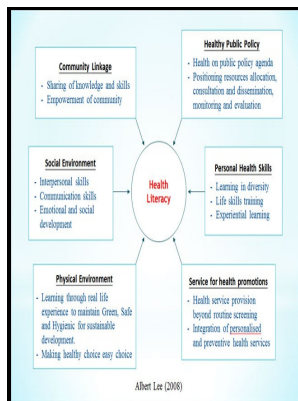 Community Linkage
- Sharing of knowledge and skills
- Empowerment of community
Healthy Public Policy
- Health on public policy agenda
- Positioning resources allocation,
consultation and dissemination,
monitoring and evaluation
Social Environment
- Interpersonal skills
- Communication skills
- Emotional and social
development
Health
Literacy
Personal Health Skills
- Learning in diversity
- Life skills training
- Experiential learning
Physical Environment
- Learning through real life
experience to maintain Green, Safe
and Hygienic for sustainable
development.
- Making healthy choice easy choice
Service for health promotions
- Health service provision
beyond routine screening
- Integration of personalised
and preventive health services
Albert Lee (2008)